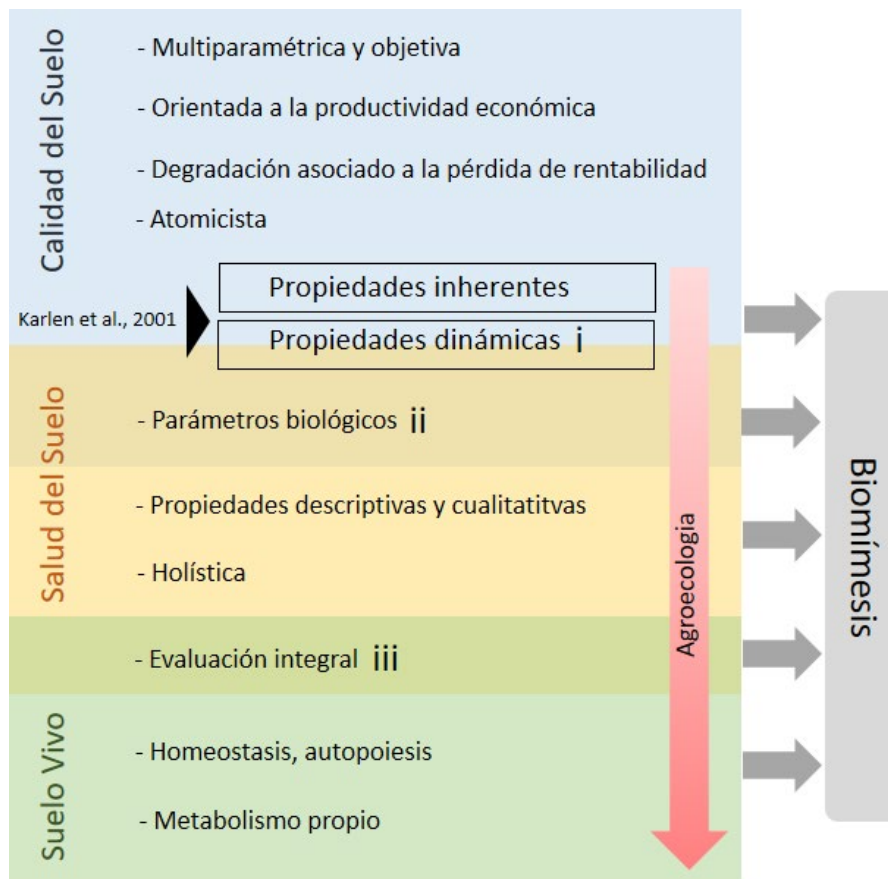 Calidad del Suelo
- Multiparamétrica y objetiva
- Orientada a la productividad económica
- Degradación asociado a la pérdida de rentabilidad
- Atomicista
Karlen et al., 2001
Propiedades inherentes
Propiedades dinámicas i
Salud del Suelo
- Parámetros biológicos ii
- Propiedades descriptivas y cualitatitvas
- Holística
- Evaluación integral iii
Suelo Vivo
- Homeostasis, autopoiesis
- Metabolismo propio
Agroecologia
Biomímesis